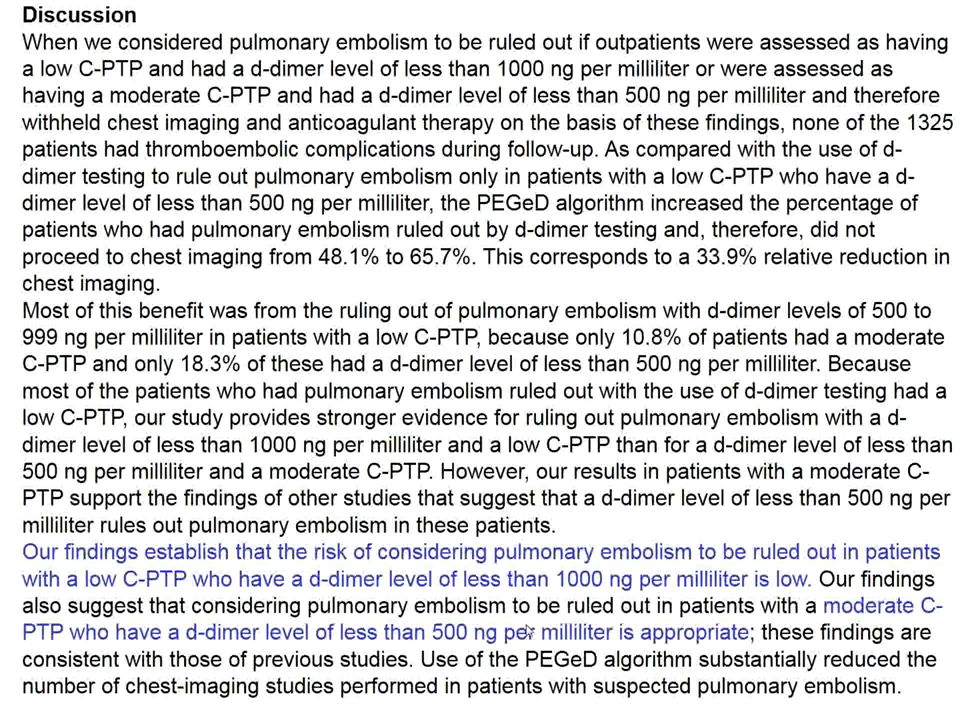 Discussion
When we considered pulmonary embolism to be ruled out if outpatients were assessed as having
a low C-PTP and had a d-dimer level of less than 1000 ng per milliliter or were assessed as
having a moderate C-PTP and had a d-dimer level of less than 500 ng per milliliter and therefore
withheld chest imaging and anticoagulant therapy on the basis of these findings, none of the 1325
patients had thromboembolic complications during follow-up. As compared with the use of d-
dimer testing to rule out pulmonary embolism only in patients with a low C-PTP who have a d-
dimer level of less than 500 ng per milliliter, the PEGeD algorithm increased the percentage of
patients who had pulmonary embolism ruled out by d-dimer testing and, therefore, did not
proceed to chest imaging from 48.1% to 65.7%. This corresponds to a 33.9% relative reduction in
chest imaging.
Most of this benefit was from the ruling out of pulmonary embolism with d-dimer levels of 500 to
999 ng per milliliter in patients with a low C-PTP, because only 10.8% of patients had a moderate
C-PTP and only 18.3% of these had a d-dimer level of less than 500 ng per milliliter. Because
most of the patients who had pulmonary embolism ruled out with the use of d-dimer testing had a
low C-PTP, our study provides stronger evidence for ruling out pulmonary embolism with a d-
dimer level of less than 1000 ng per milliliter and a low C-PTP than for a d-dimer level of less than
500 ng per milliliter and a moderate C-PTP. However, our results in patients with a moderate C-
PTP support the findings of other studies that suggest that a d-dimer level of less than 500 ng per
milliliter rules out pulmonary embolism in these patients.
Our findings establish that the risk of considering pulmonary embolism to be ruled out in patients
with a low C-PTP who have a d-dimer level of less than 1000 ng per milliliter is low. Our findings
also suggest that considering pulmonary embolism to be ruled out in patients with a moderate C-
PTP who have a d-dimer level of less than 500 ng per milliliter is appropriate; these findings are
consistent with those of previous studies. Use of the PEGeD algorithm substantially reduced the
number of chest-imaging studies performed in patients with suspected pulmonary embolism.